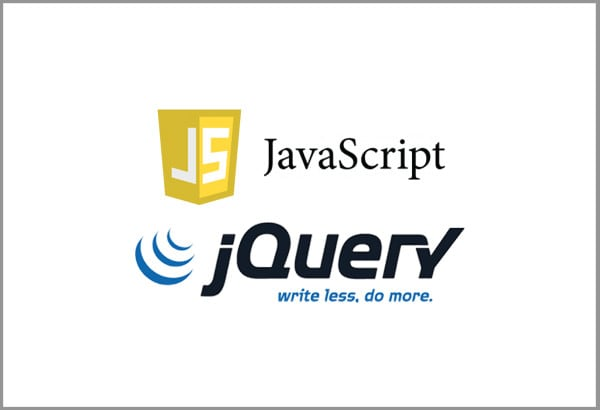 JS
JavaScript
jQuery
write less, do more.